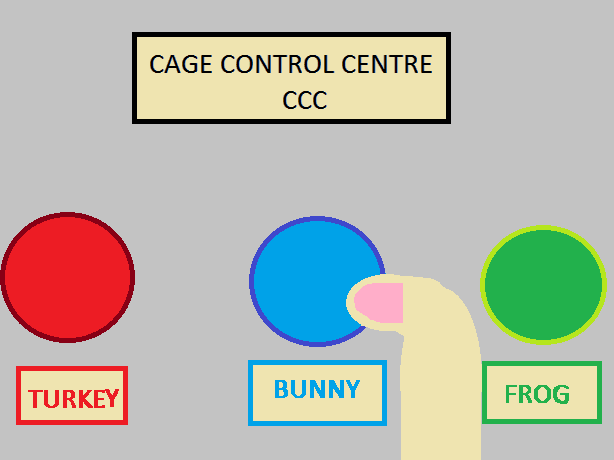 CAGE CONTROL CENTRE
CCC
TURKEY
BUNNY
FROG